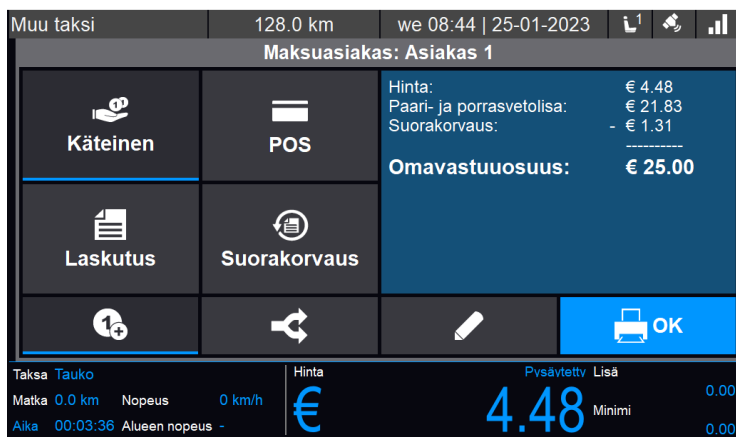 Muu taksi 128.0 km we 08:44 | 25-01-2023 1
Maksuasiakas: Asiakas 1
Käteinen
POS
Hinta: € 4.48
Paari- ja porrasvetolisa: € 21.83
Suorakorvaus: - € 1.31
----------
Omavastuuosuus: € 25.00
Laskutus
Suorakorvaus
1
OK
Taksa Tauko
Matka 0.0 km Nopeus 0 km/h
Aika 00:03:36 Alueen nopeus -
Hinta Pysäytetty
€ 4.48
Lisä
0.00
Minimi
0.00